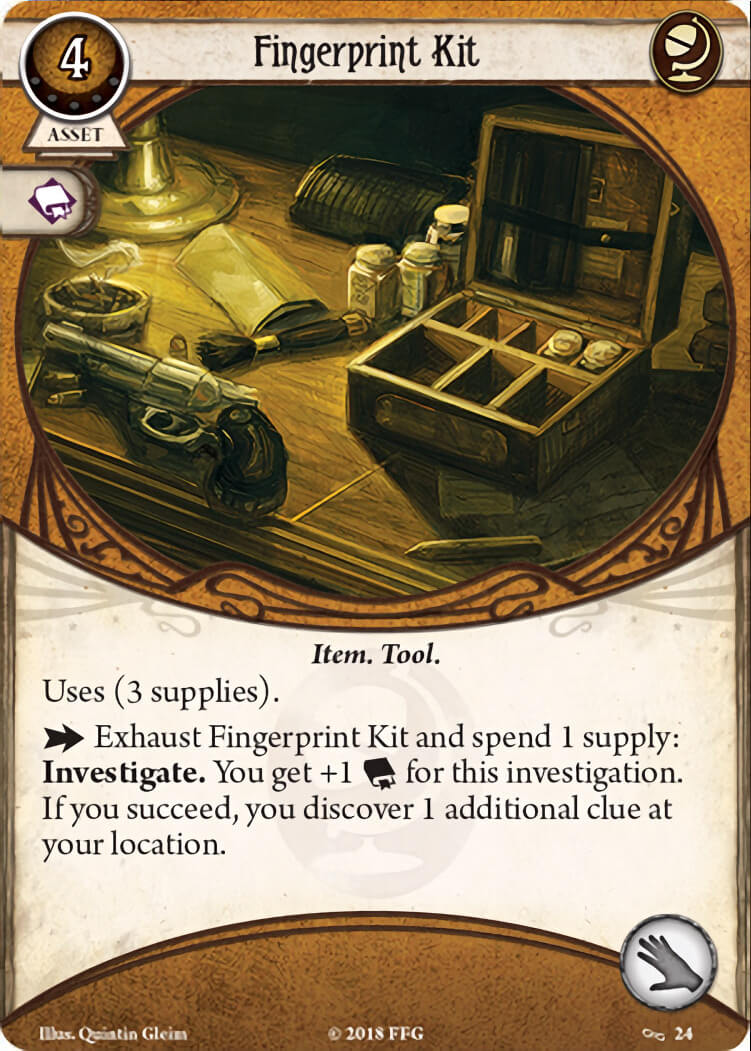 4
Fingerprint Kit
ASSET
Item. Tool.
Uses (3 supplies).
Exhaust Fingerprint Kit and spend 1 supply:
Investigate. You get +1 for this investigation.
If you succeed, you discover 1 additional clue at
your location.
Illus. Quintin Gleim © 2018 FFG 24